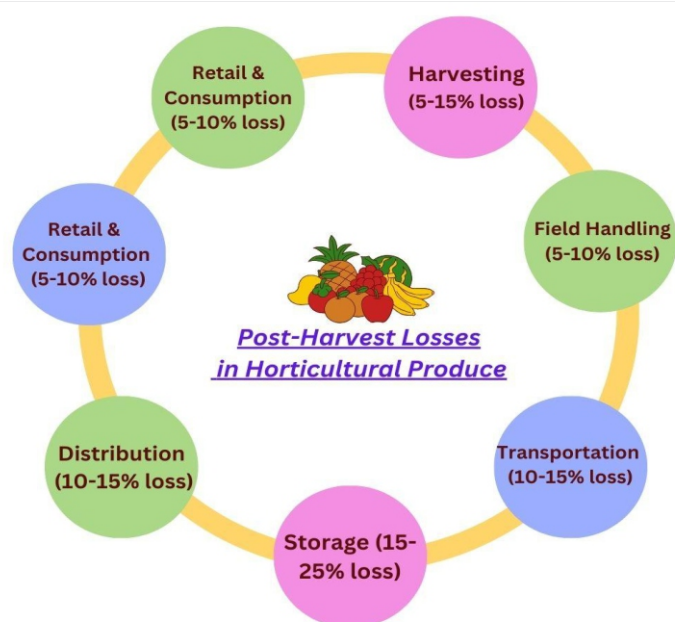 Post-Harvest Losses
in Horticultural Produce
Harvesting
(5-15% loss)
Field Handling
(5-10% loss)
Transportation
(10-15% loss)
Storage (15-
25% loss)
Distribution
(10-15% loss)
Retail &
Consumption
(5-10% loss)
Retail &
Consumption
(5-10% loss)